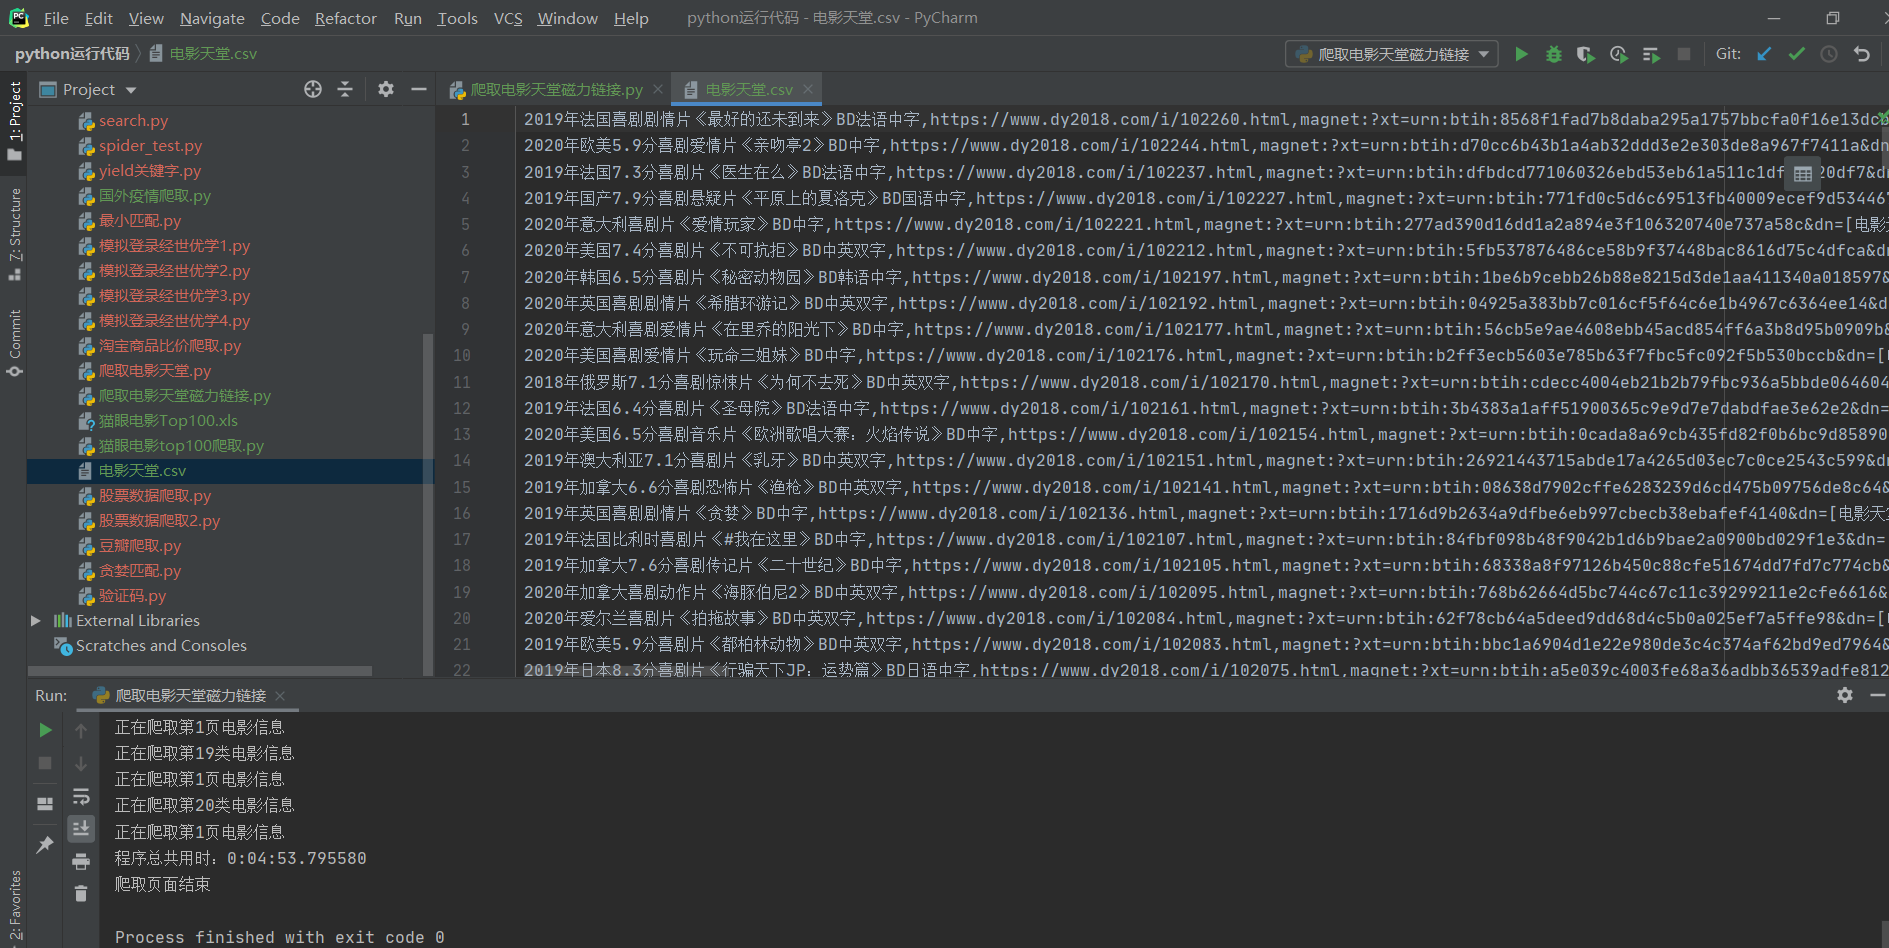 File Edit View Navigate Code Refactor Run Tools VCS Window Help python运行代码 - 电影天堂.csv - PyCharm
python运行代码 电影天堂.csv 爬取电影天堂磁力链接 Git:
1: Project
7: Structure
Commit
2: Favorites
Project
search.py
spider_test.py
yield关键字.py
国外疫情爬取.py
最小匹配.py
模拟登录经世优学1.py
模拟登录经世优学2.py
模拟登录经世优学3.py
模拟登录经世优学4.py
淘宝商品比价爬取.py
爬取电影天堂.py
爬取电影天堂磁力链接.py
猫眼电影Top100.xls
猫眼电影top100爬取.py
电影天堂.csv
股票数据爬取.py
股票数据爬取2.py
豆瓣爬取.py
贪婪匹配.py
验证码.py
External Libraries
Scratches and Consoles
爬取电影天堂磁力链接.py 电影天堂.csv
1 2019年法国喜剧剧情片《最好的还未到来》BD法语中字,https://www.dy2018.com/i/102260.html,magnet:?xt=urn:btih:8568f1fad7b8daba295a1757bbcfa0f16e13dcb
2 2020年欧美5.9分喜剧爱情片《亲吻亭2》BD中字,https://www.dy2018.com/i/102244.html,magnet:?xt=urn:btih:d70cc6b43b1a4ab32ddd3e2e303de8a967f7411a&dn
3 2019年法国7.3分喜剧片《医生在么》BD法语中字,https://www.dy2018.com/i/102237.html,magnet:?xt=urn:btih:dfbdcd771060326ebd53eb61a511c1df 20df7&d
4 2019年国产7.9分喜剧悬疑片《平原上的夏洛克》BD国语中字,https://www.dy2018.com/i/102227.html,magnet:?xt=urn:btih:771fd0c5d6c69513fb40009ecef9d534467
5 2020年意大利喜剧片《爱情玩家》BD中字,https://www.dy2018.com/i/102221.html,magnet:?xt=urn:btih:277ad390d16dd1a2a894e3f106320740e737a58c&dn=[电影
6 2020年美国7.4分喜剧片《不可抗拒》BD中英双字,https://www.dy2018.com/i/102212.html,magnet:?xt=urn:btih:5fb537876486ce58b9f37448bac8616d75c4dfca&d
7 2020年韩国6.5分喜剧片《秘密动物园》BD韩语中字,https://www.dy2018.com/i/102197.html,magnet:?xt=urn:btih:1be6b9cebb26b88e8215d3de1aa411340a018597&
8 2020年英国喜剧剧情片《希腊环游记》BD中英双字,https://www.dy2018.com/i/102192.html,magnet:?xt=urn:btih:04925a383bb7c016cf5f64c6e1b4967c6364ee14&d
9 2020年意大利喜剧爱情片《在里乔的阳光下》BD中字,https://www.dy2018.com/i/102177.html,magnet:?xt=urn:btih:56cb5e9ae4608ebb45acd854ff6a3b8d95b0909b&
10 2020年美国喜剧爱情片《玩命三姐妹》BD中字,https://www.dy2018.com/i/102176.html,magnet:?xt=urn:btih:b2ff3ecb5603e785b63f7fbc5fc092f5b530bccb&dn=[
11 2018年俄罗斯7.1分喜剧惊悚片《为何不去死》BD中英双字,https://www.dy2018.com/i/102170.html,magnet:?xt=urn:btih:cdecc4004eb21b2b79fbc936a5bbde064604
12 2019年法国6.4分喜剧片《圣母院》BD法语中字,https://www.dy2018.com/i/102161.html,magnet:?xt=urn:btih:3b4383a1aff51900365c9e9d7e7dabdfae3e62e2&dn=
13 2020年美国6.5分喜剧音乐片《欧洲歌唱大赛：火焰传说》BD中字,https://www.dy2018.com/i/102154.html,magnet:?xt=urn:btih:0cada8a69cb435fd82f0b6bc9d85890
14 2019年澳大利亚7.1分喜剧片《乳牙》BD中英双字,https://www.dy2018.com/i/102151.html,magnet:?xt=urn:btih:26921443715abde17a4265d03ec7c0ce2543c599&d
15 2019年加拿大6.6分喜剧恐怖片《渔枪》BD中英双字,https://www.dy2018.com/i/102141.html,magnet:?xt=urn:btih:08638d7902cffe6283239d6cd475b09756de8c64&
16 2019年英国喜剧剧情片《贪婪》BD中字,https://www.dy2018.com/i/102136.html,magnet:?xt=urn:btih:1716d9b2634a9dfbe6eb997cbecb38ebafef4140&dn=[电影天
17 2019年法国比利时喜剧片《#我在这里》BD中字,https://www.dy2018.com/i/102107.html,magnet:?xt=urn:btih:84fbf098b48f9042b1d6b9bae2a0900bd029f1e3&dn=
18 2019年加拿大7.6分喜剧传记片《二十世纪》BD中字,https://www.dy2018.com/i/102105.html,magnet:?xt=urn:btih:68338a8f97126b450c88cfe51674dd7fd7c774cb&
19 2020年加拿大喜剧动作片《海豚伯尼2》BD中英双字,https://www.dy2018.com/i/102095.html,magnet:?xt=urn:btih:768b62664d5bc744c67c11c39299211e2cfe6616&
20 2020年爱尔兰喜剧片《拍拖故事》BD中英双字,https://www.dy2018.com/i/102084.html,magnet:?xt=urn:btih:62f78cb64a5deed9dd68d4c5b0a025ef7a5ffe98&dn=[
21 2019年欧美5.9分喜剧片《都柏林动物》BD中英双字,https://www.dy2018.com/i/102083.html,magnet:?xt=urn:btih:bbc1a6904d1e22e980de3c4c374af62bd9ed7964&
22 2019年日本8.3分喜剧片《行骗天下JP：运势篇》BD日语中字,https://www.dy2018.com/i/102075.html,magnet:?xt=urn:btih:a5e039c4003fe68a36adbb36539adfe812
Run: 爬取电影天堂磁力链接
正在爬取第1页电影信息
正在爬取第19类电影信息
正在爬取第1页电影信息
正在爬取第20类电影信息
正在爬取第1页电影信息
程序总共用时：0:04:53.795580
爬取页面结束
Process finished with exit code 0